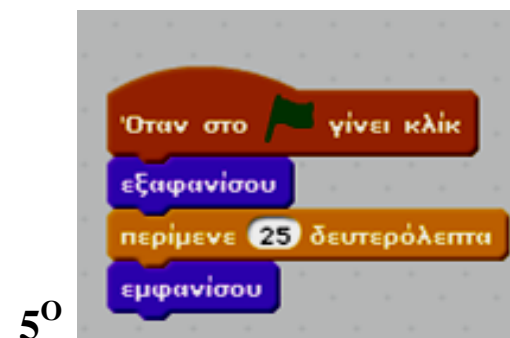 Όταν στο γίνει κλίκ
εξαφανίσου
περίμενε 25 δευτερόλεπτα
εμφανίσου
5Ο